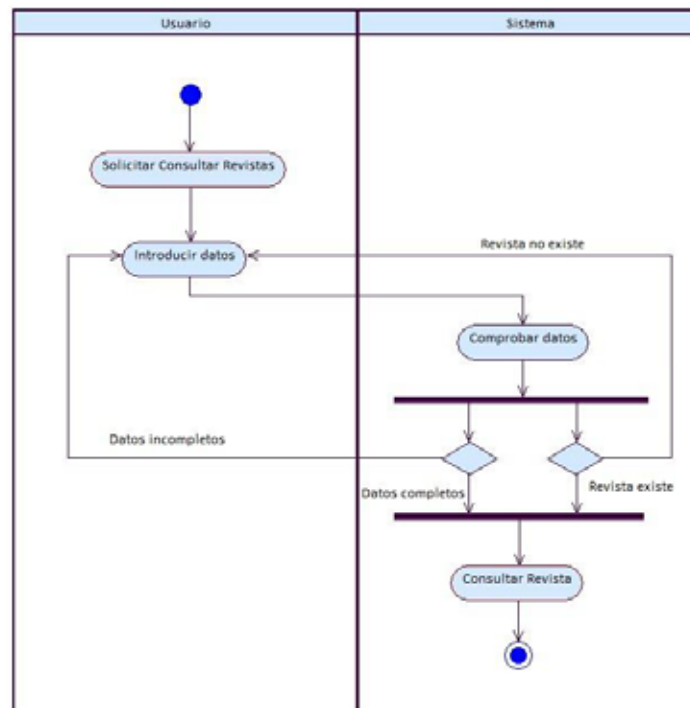 Usuario
Sistema
Solicitar Consultar Revistas
Introducir datos
Revista no existe
Comprobar datos
Datos incompletos
Datos completos
Revista existe
Consultar Revista